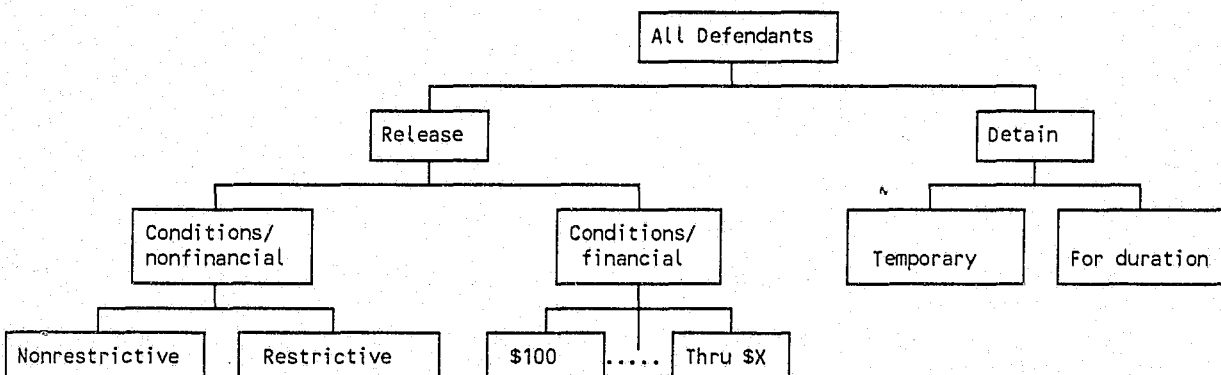 All Defendants
Release
Detain
Conditions/
nonfinancial
Conditions/
financial
Temporary
For duration
Nonrestrictive
Restrictive
$100
.....
Thru $X